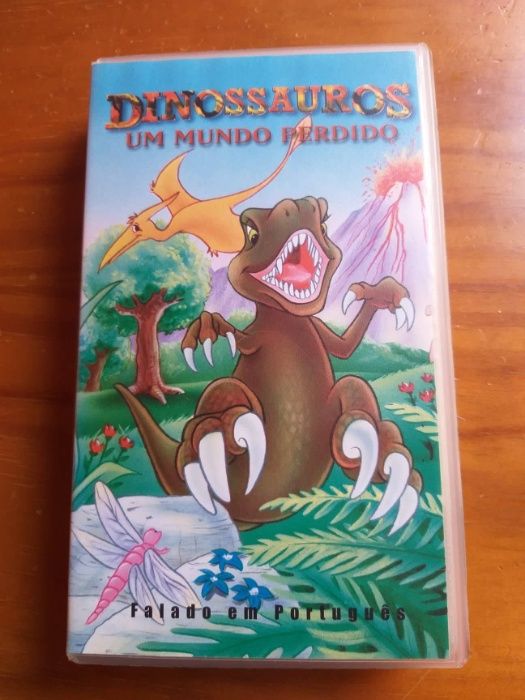 DINOSSAUROS
UM MUNDO PERDIDO
Falado em Português